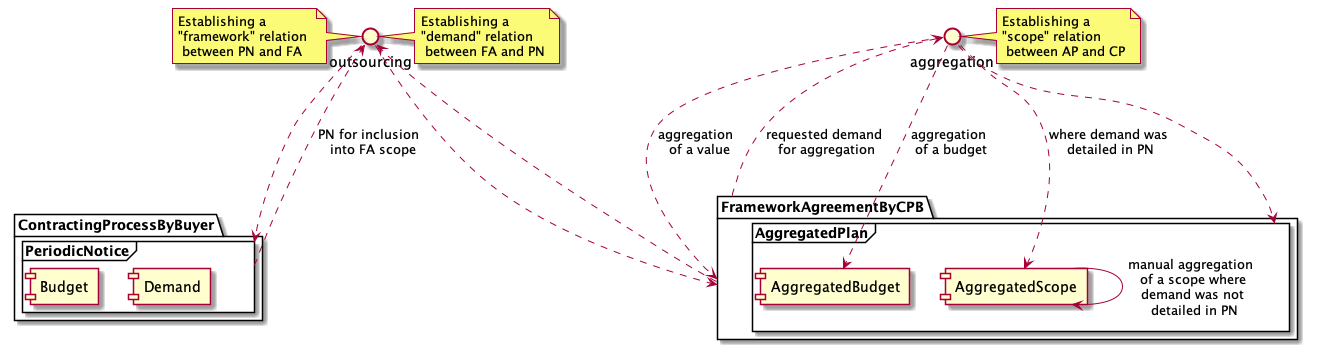 Establishing a
"framework" relation
between PN and FA
Establishing a
"demand" relation
between FA and PN
outsourcing
Establishing a
"scope" relation
between AP and CP
aggregation
PN for inclusion
into FA scope
aggregation
of a value
requested demand
for aggregation
aggregation
of a budget
where demand was
detailed in PN
ContractingProcessByBuyer
PeriodicNotice
Budget
Demand
FrameworkAgreementByCPB
AggregatedPlan
AggregatedBudget
AggregatedScope
manual aggregation
of a scope where
demand was not
detailed in PN